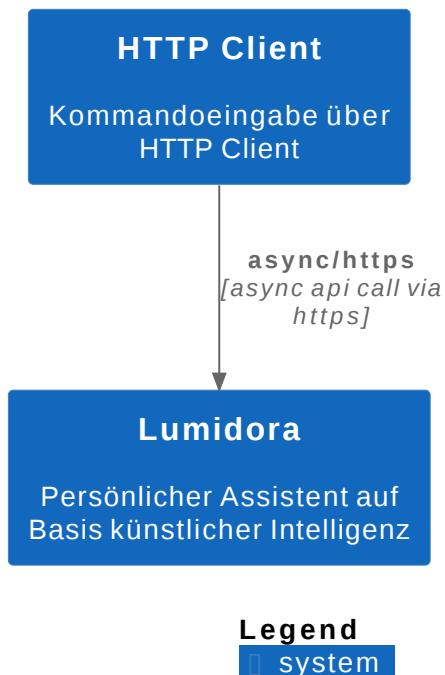 HTTP Client
Kommandoeingabe über
HTTP Client
async/https
[async api call via
https]
Lumidora
Persönlicher Assistent auf
Basis künstlicher Intelligenz
Legend
▯ system